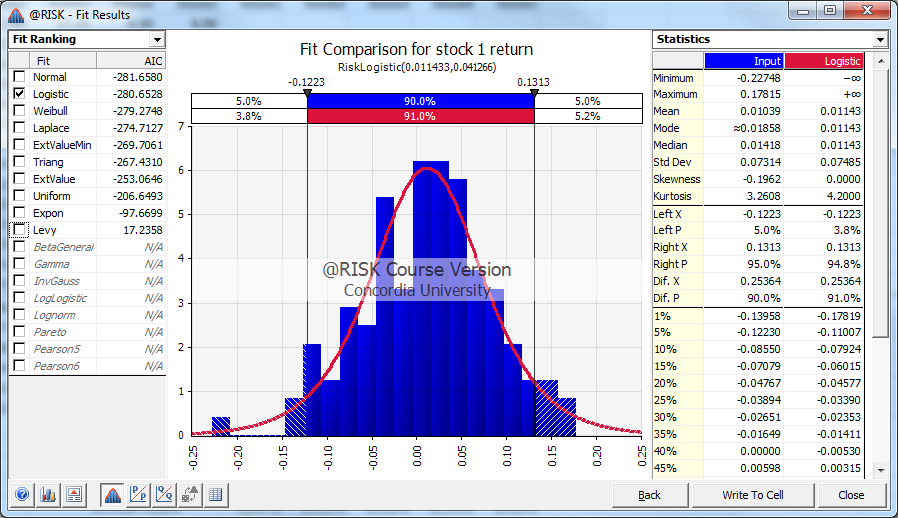 @RISK - Fit Results
Fit Ranking
Fit AIC
Normal -281.6580
Logistic -280.6528
Weibull -279.2748
Laplace -274.7127
ExtValueMin -269.7061
Triang -267.4310
ExtValue -253.0646
Uniform -206.6493
Expon -97.6699
Levy 17.2358
BetaGeneral N/A
Gamma N/A
InvGauss N/A
LogLogistic N/A
Lognorm N/A
Pareto N/A
Pearson5 N/A
Pearson6 N/A
Fit Comparison for stock 1 return
RiskLogistic(0.011433,0.041266)
-0.1223 0.1313
5.0% 90.0% 5.0%
3.8% 91.0% 5.2%
7
6
5
4
3
2
1
0
@RISK Course Version
Concordia University
-0.25 -0.20 -0.15 -0.10 -0.05 0.00 0.05 0.10 0.15 0.20 0.25
Statistics
Input Logistic
Minimum -0.22748 −∞
Maximum 0.17815 +∞
Mean 0.01039 0.01143
Mode ≈0.01858 0.01143
Median 0.01418 0.01143
Std Dev 0.07314 0.07485
Skewness -0.1962 0.0000
Kurtosis 3.2608 4.2000
Left X -0.1223 -0.1223
Left P 5.0% 3.8%
Right X 0.1313 0.1313
Right P 95.0% 94.8%
Dif. X 0.25364 0.25364
Dif. P 90.0% 91.0%
1% -0.13958 -0.17819
5% -0.12230 -0.11007
10% -0.08550 -0.07924
15% -0.07079 -0.06015
20% -0.04767 -0.04577
25% -0.03894 -0.03390
30% -0.02651 -0.02353
35% -0.01649 -0.01411
40% 0.00000 -0.00530
45% 0.00598 0.00315
P P
Q Q
Back
Write To Cell
Close